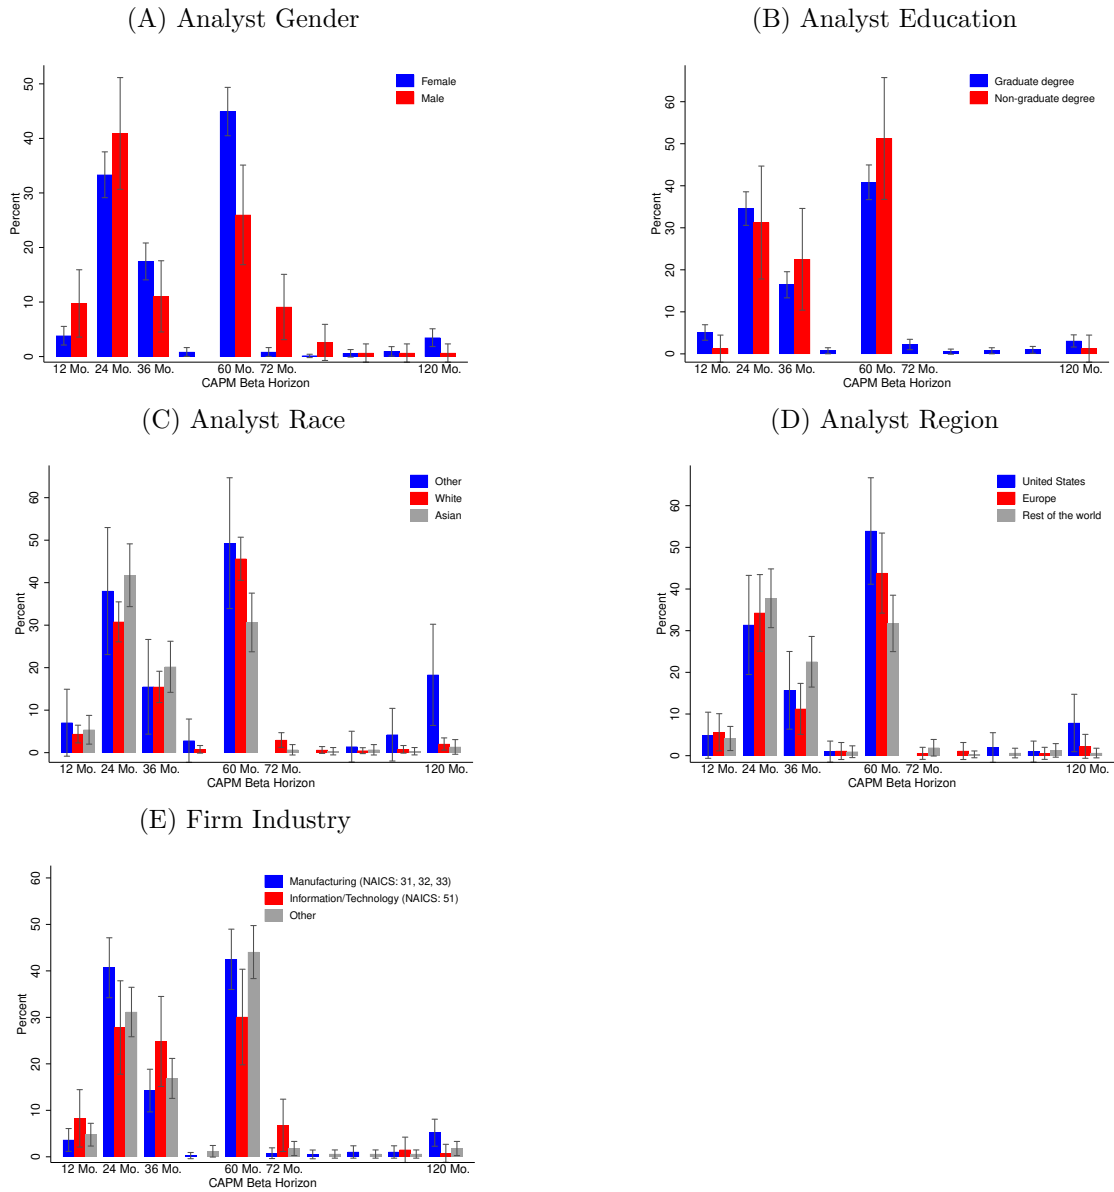 (A) Analyst Gender
Percent
0 10 20 30 40 50
Female
Male
12 Mo. 24 Mo. 36 Mo. 60 Mo. 72 Mo. 120 Mo.
CAPM Beta Horizon
(B) Analyst Education
Percent
0 10 20 30 40 50 60
Graduate degree
Non-graduate degree
12 Mo. 24 Mo. 36 Mo. 60 Mo. 72 Mo. 120 Mo.
CAPM Beta Horizon
(C) Analyst Race
Percent
0 10 20 30 40 50 60
Other
White
Asian
12 Mo. 24 Mo. 36 Mo. 60 Mo. 72 Mo. 120 Mo.
CAPM Beta Horizon
(D) Analyst Region
Percent
0 10 20 30 40 50 60
United States
Europe
Rest of the world
12 Mo. 24 Mo. 36 Mo. 60 Mo. 72 Mo. 120 Mo.
CAPM Beta Horizon
(E) Firm Industry
Percent
0 10 20 30 40 50 60
Manufacturing (NAICS: 31, 32, 33)
Information/Technology (NAICS: 51)
Other
12 Mo. 24 Mo. 36 Mo. 60 Mo. 72 Mo. 120 Mo.
CAPM Beta Horizon